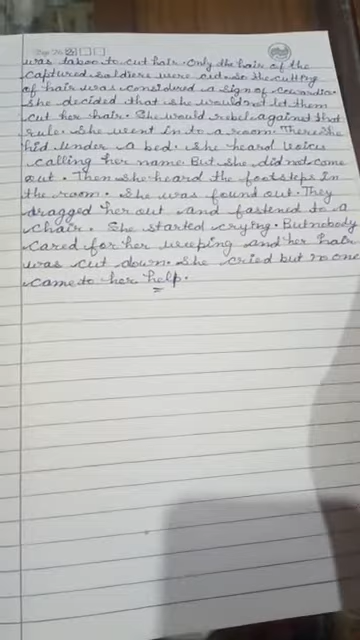 was taboo to cut hair. Only the hair of the
captured soldiers were cut. So the cutting
of hair was considered a sign of
She decided that she would not let them
cut her hair. She would rebel against that
rule. She went in to a room. There she
hid under a bed. She heard voices
calling her name. But she did not come
out. Then she heard the footsteps in
the room. She was found out. They
dragged her out and fastened to a
chair. She started crying. But nobody
cared for her weeping and her hair
was cut down. She cried but no one
came to her help.